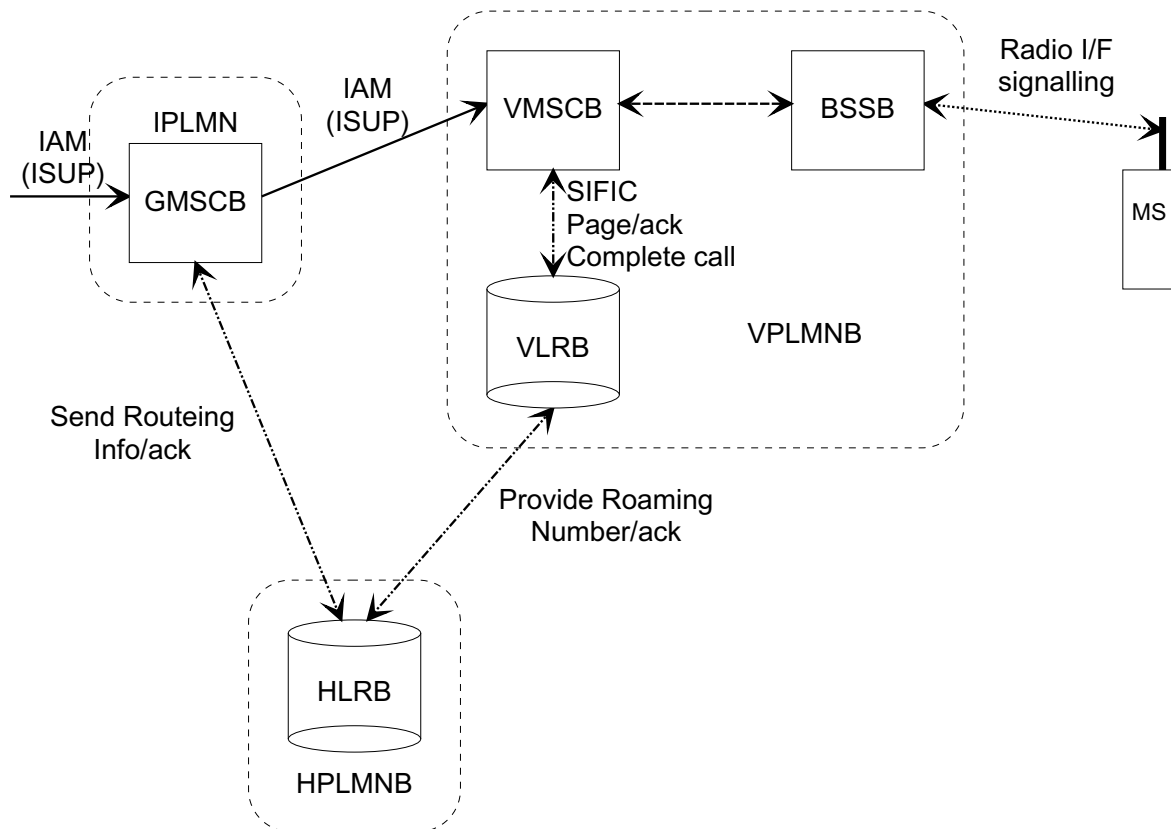 Radio I/F
signalling
IAM
(ISUP)
VMSCB
BSSB
IPLMN
IAM
(ISUP)
GMSCB
MS
SIFIC
Page/ack
Complete call
VLRB
VPLMNB
Send Routeing
Info/ack
Provide Roaming
Number/ack
HLRB
HPLMNB